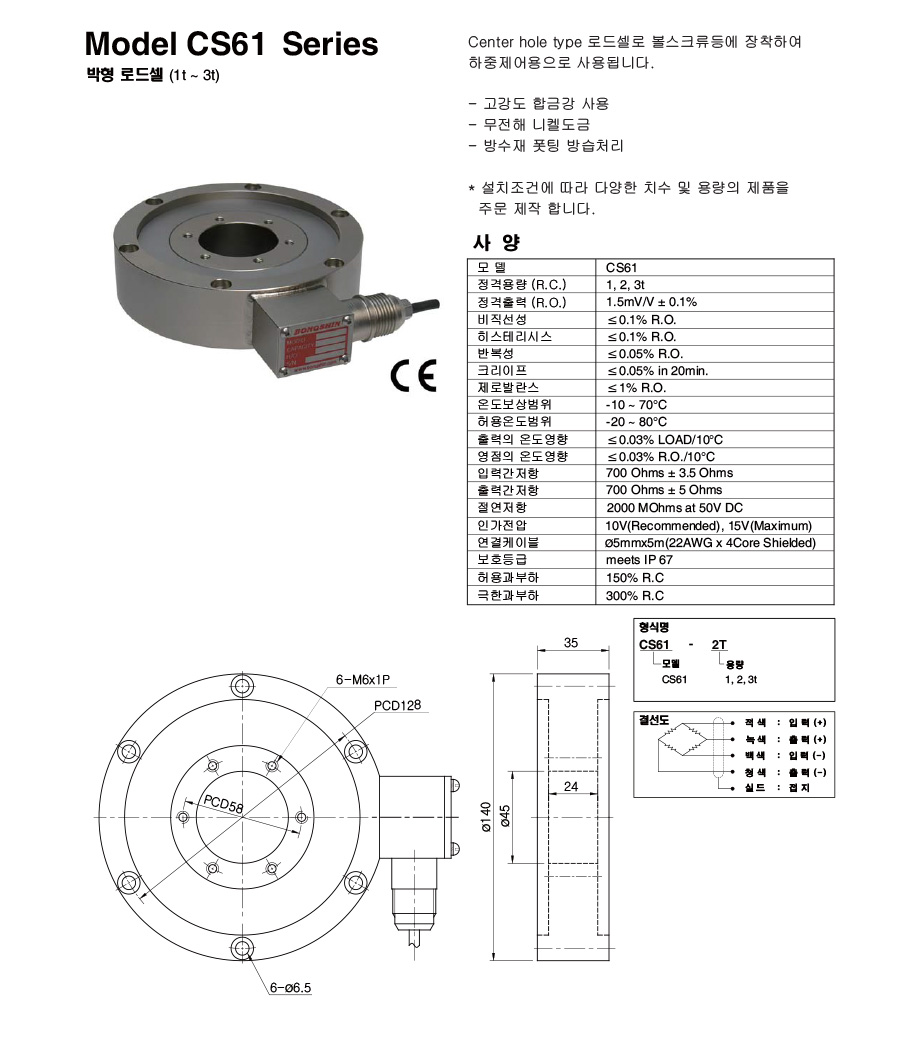 Model CS61 Series
박형 로드셀 (1t ~ 3t)
Center hole type 로드셀로 볼스크류등에 장착하여
하중제어용으로 사용됩니다.
- 고강도 합금강 사용
- 무전해 니켈도금
- 방수재 폿팅 방습처리
* 설치조건에 따라 다양한 치수 및 용량의 제품을
주문 제작 합니다.
BONGSHIN
MODEL
CAPACITY
CE
사 양
모 델 CS61
정격용량 (R.C.) 1, 2, 3t
정격출력 (R.O.) 1.5mV/V ± 0.1%
비직선성 ≤0.1% R.O.
히스테리시스 ≤0.1% R.O.
반복성 ≤0.05% R.O.
크리이프 ≤0.05% in 20min.
제로발란스 ≤1% R.O.
온도보상범위 -10 ~ 70°C
허용온도범위 -20 ~ 80°C
출력의 온도영향 ≤0.03% LOAD/10°C
영점의 온도영향 ≤0.03% R.O./10°C
입력간저항 700 Ohms ± 3.5 Ohms
출력간저항 700 Ohms ± 5 Ohms
절연저항 2000 MOhms at 50V DC
인가전압 10V(Recommended), 15V(Maximum)
연결케이블 ø5mmx5m(22AWG x 4Core Shielded)
보호등급 meets IP 67
허용과부하 150% R.C
극한과부하 300% R.C
형식명
CS61 - 2T
모델 용량
CS61 1, 2, 3t
결선도
적색 : 입력 (+)
녹색 : 출력 (+)
백색 : 입력 (-)
청색 : 출력 (-)
실드 : 접지
6-M6x1P
PCD128
PCD58
6-ø6.5
35
24
ø140
ø45